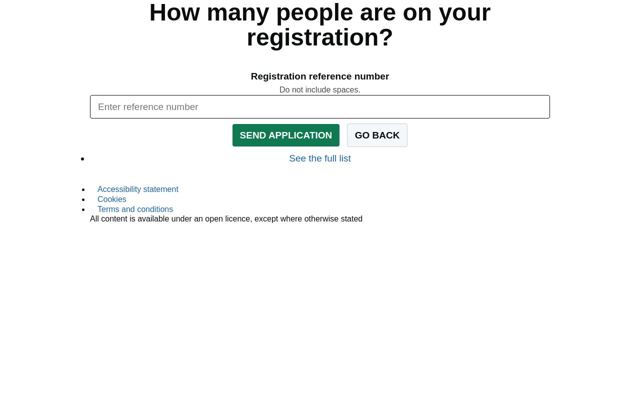 How many people are on your
registration?
Registration reference number
Do not include spaces.
Enter reference number
SEND APPLICATION
GO BACK
See the full list
Accessibility statement
Cookies
Terms and conditions
All content is available under an open licence, except where otherwise stated